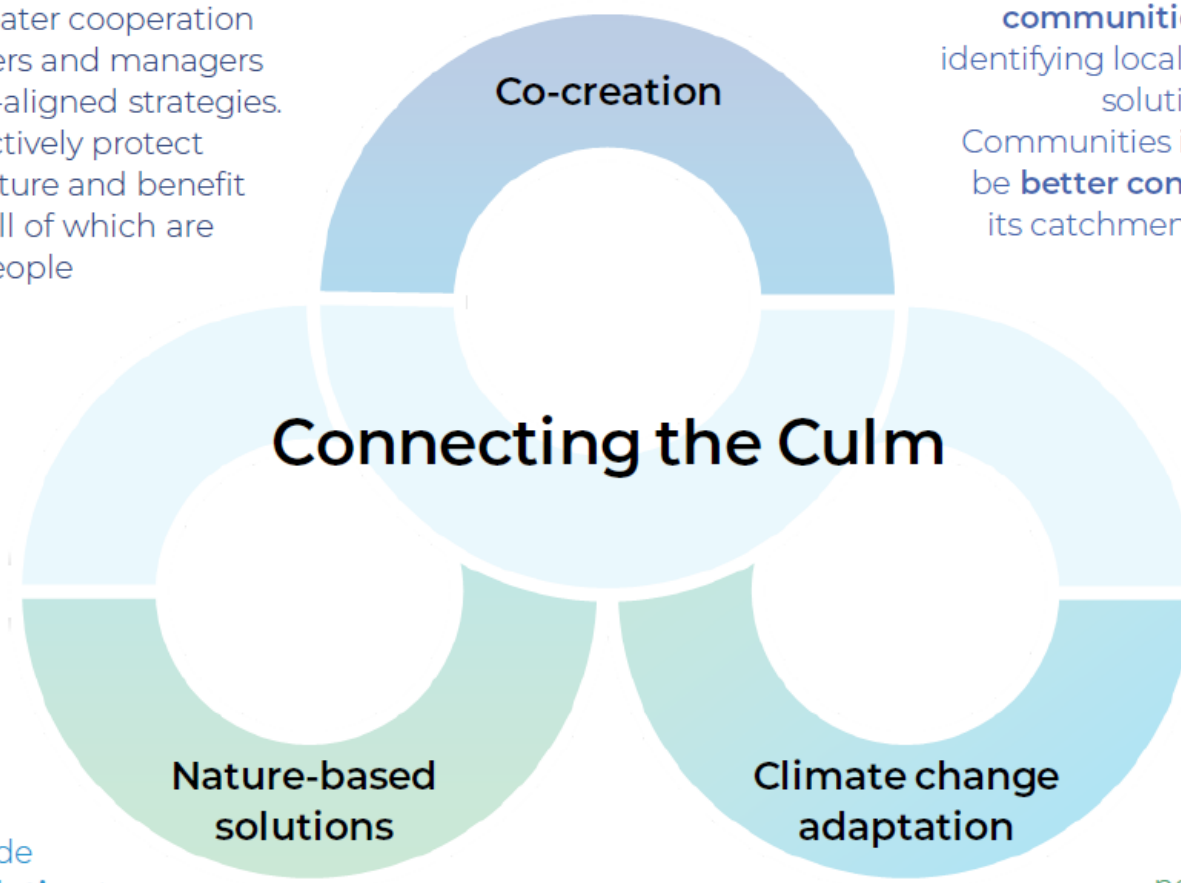 ater cooperation
ers and managers
-aligned strategies.
ctively protect
ture and benefit
ll of which are
eople
communiti
identifying local
soluti
Communities i
be better con
its catchmen
Co-creation
Connecting the Culm
Nature-based
solutions
Climate change
adaptation
de